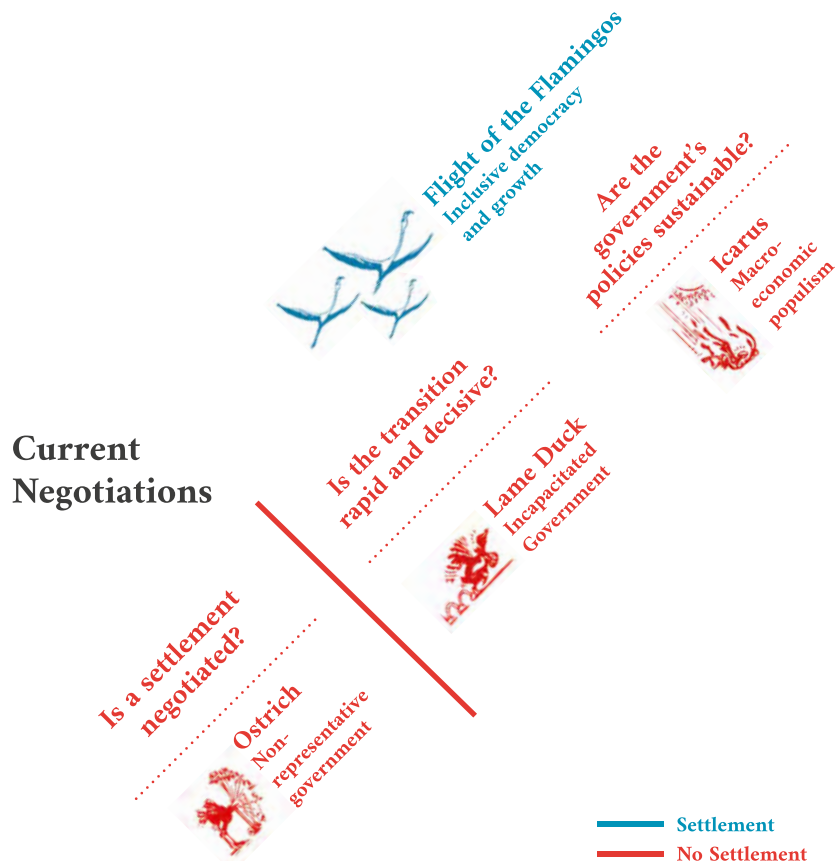 Flight of the Flamingos
Inclusive democracy
and growth
Are the
government's
policies sustainable?
Icarus
Macro-
economic
populism
Is the transition
rapid and decisive?
Lame Duck
Incapacitated
Government
Current
Negotiations
Is a settlement
negotiated?
Ostrich
Non-
representative
government
Settlement
No Settlement